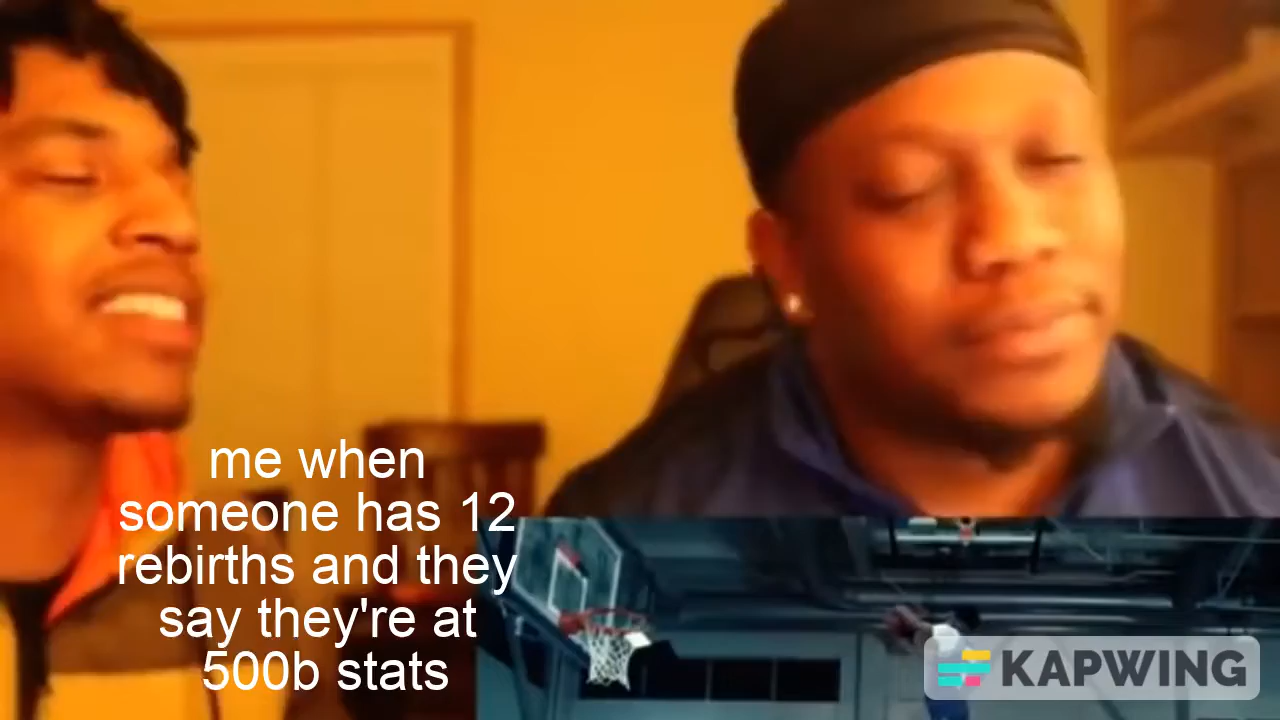 me when
someone has 12
rebirths and they
say they're at
500b stats
KAPWING